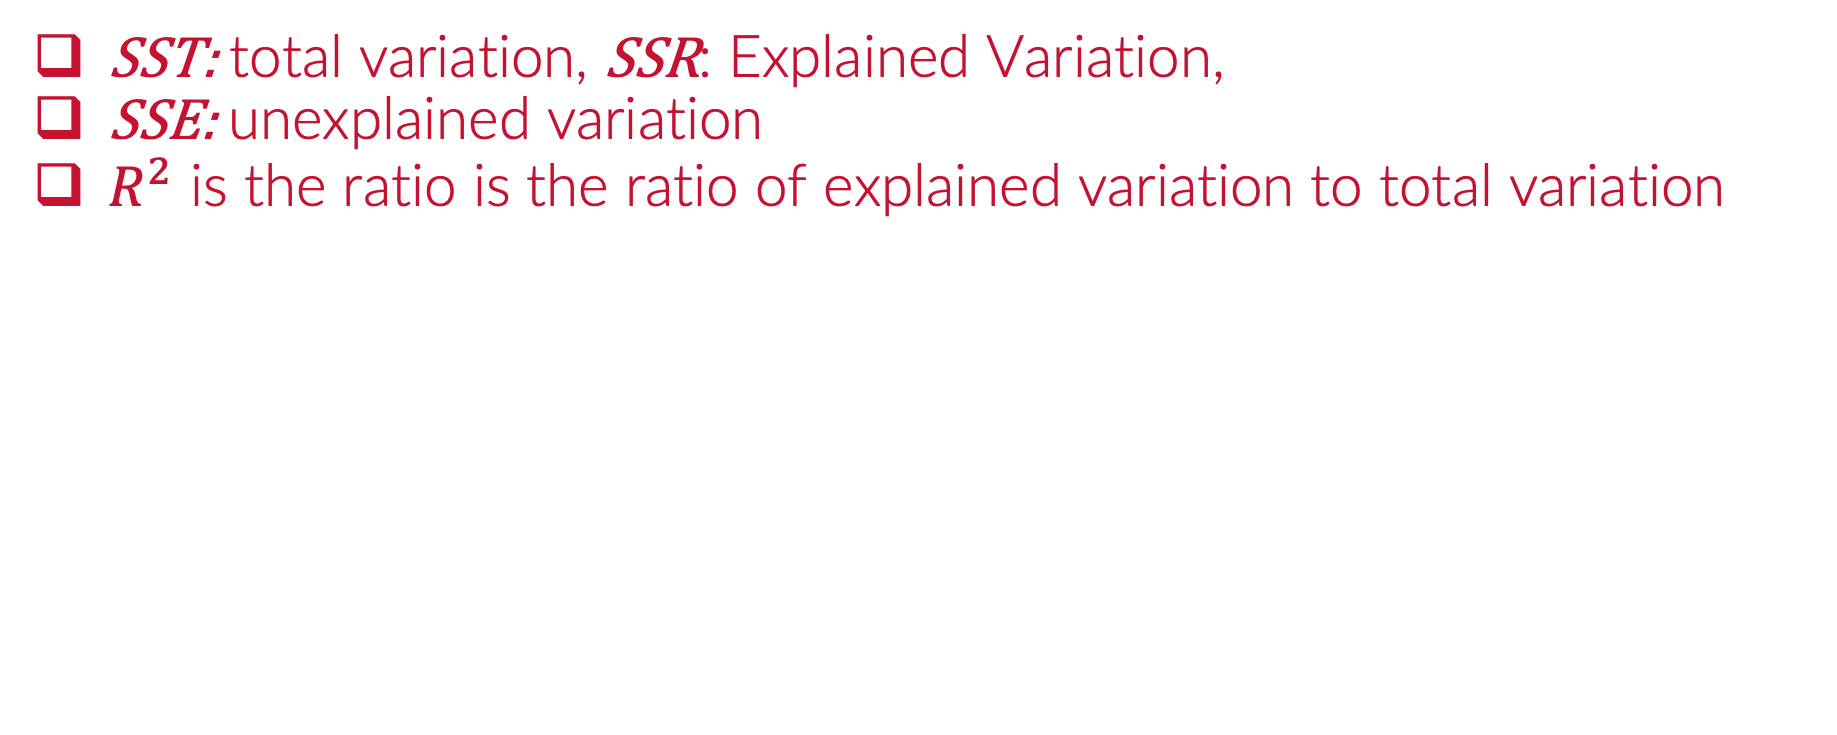 ❑ SST: total variation, SSR: Explained Variation,
❑ SSE: unexplained variation
❑ R² is the ratio is the ratio of explained variation to total variation